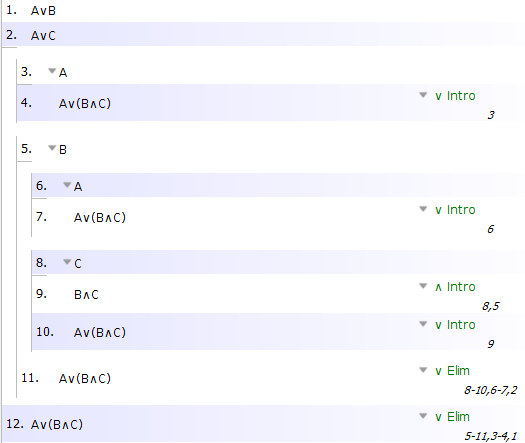 1. A∨B
2. A∨C
3. A
4. A∨(B∧C) ∨ Intro
3
5. B
6. A
7. A∨(B∧C) ∨ Intro
6
8. C
9. B∧C ∧ Intro
8,5
10. A∨(B∧C) ∨ Intro
9
11. A∨(B∧C) ∨ Elim
8-10,6-7,2
12. A∨(B∧C) ∨ Elim
5-11,3-4,1